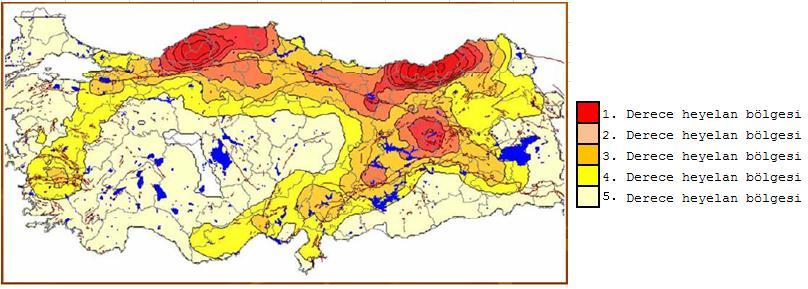 1. Derece heyelan bölgesi
2. Derece heyelan bölgesi
3. Derece heyelan bölgesi
4. Derece heyelan bölgesi
5. Derece heyelan bölgesi